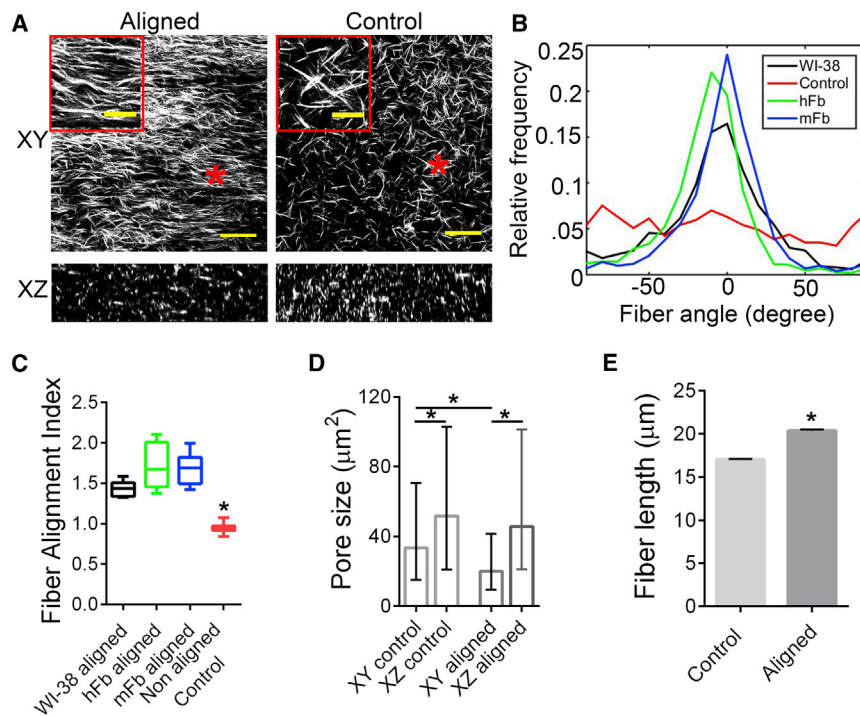 A
Aligned
Control
XY
XZ
B
Relative frequency
0.25
0.2
0.15
0.1
0.05
0
-50
0
50
Fiber angle (degree)
WI-38
Control
hFb
mFb
C
Fiber Alignment Index
2.5
2.0
1.5
1.0
0.5
0.0
*
WI-38 aligned
hFb aligned
mFb aligned
Non aligned
Control
D
Pore size (μm²)
120
80
40
0
*
*
*
XY control
XZ control
XY aligned
XZ aligned
E
Fiber length (μm)
25
20
15
10
5
0
*
Control
Aligned